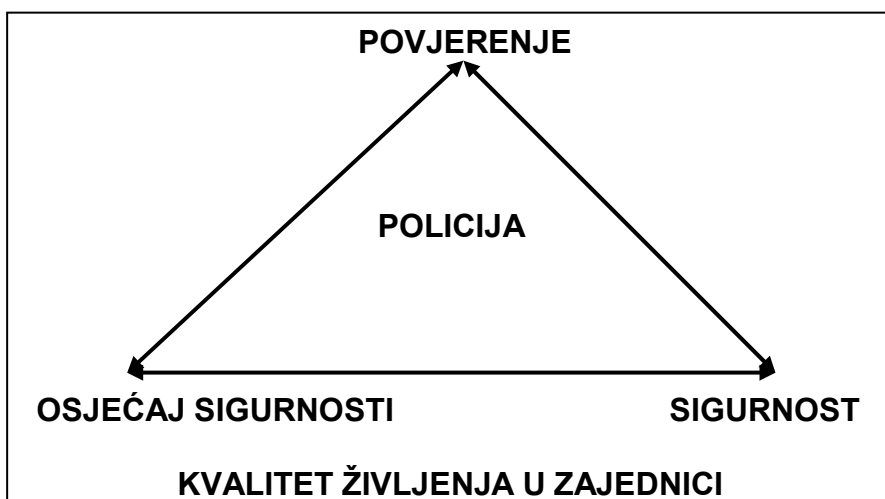 POVJERENJE
POLICIJA
OSJEĆAJ SIGURNOSTI
SIGURNOST
KVALITET ŽIVLJENJA U ZAJEDNICI